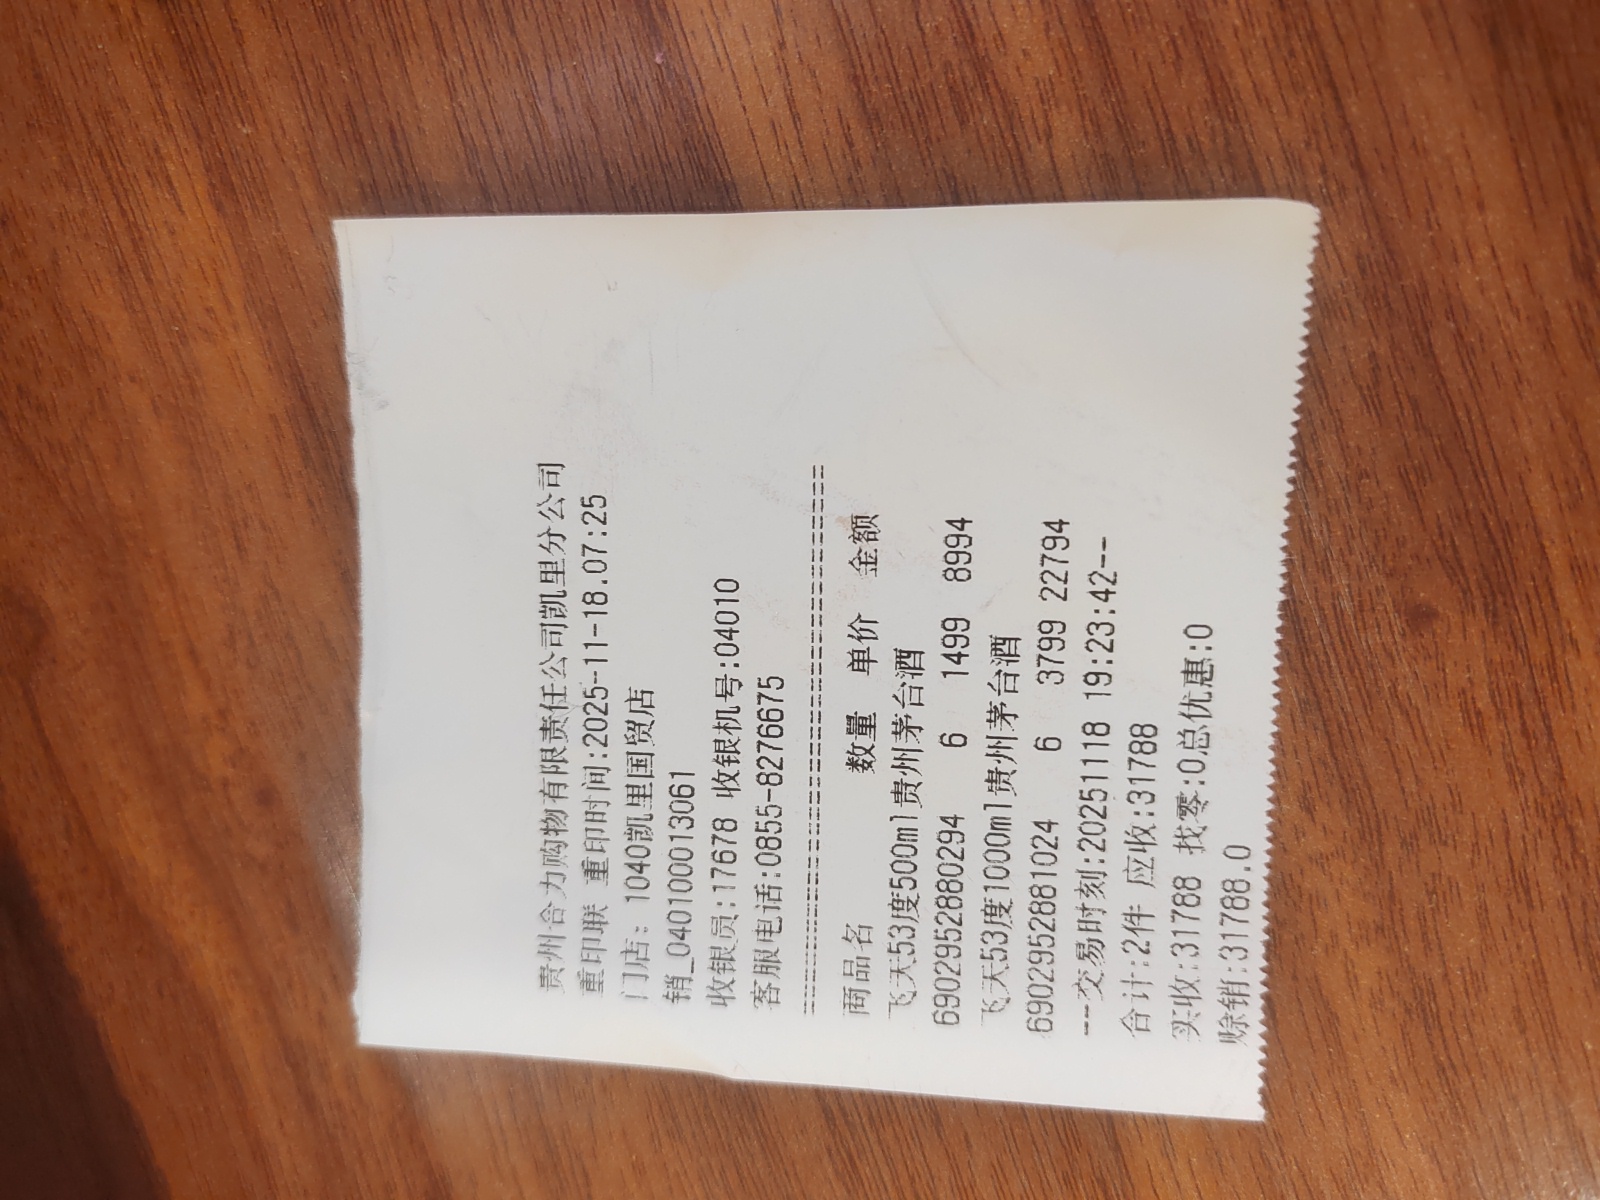 贵州合力购物有限责任公司凯里分公司
重印联 重印时间:2025-11-18.07:25
门店: 1040凯里国贸店
销_040100013061
收银员:17678 收银机号:04010
客服电话:0855-8276675
================================
商品名 数量 单价 金额
飞天53度500ml贵州茅台酒
6902952880294 6 1499 8994
飞天53度1000ml贵州茅台酒
6902952881024 6 3799 22794
--交易时刻:20251118 19:23:42--
合计:2件 应收:31788
实收:31788 找零:0总优惠:0
赊销:31788.0